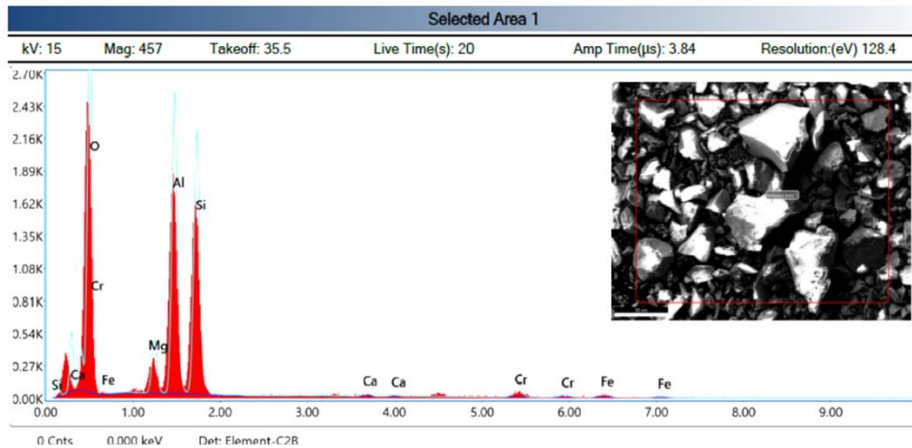 Selected Area 1
kV: 15 Mag: 457 Takeoff: 35.5 Live Time(s): 20 Amp Time(µs): 3.84 Resolution:(eV) 128.4
2.70K
2.43K
2.16K
1.89K
1.62K
1.35K
1.08K
0.81K
0.54K
0.27K
0.00K
O
Al
Si
Cr
Mg
Si Ca Fe
Ca Ca Cr Cr Fe Fe
0.00 1.00 2.00 3.00 4.00 5.00 6.00 7.00 8.00 9.00
0 Cnts 0.000 keV Det: Element-C2B